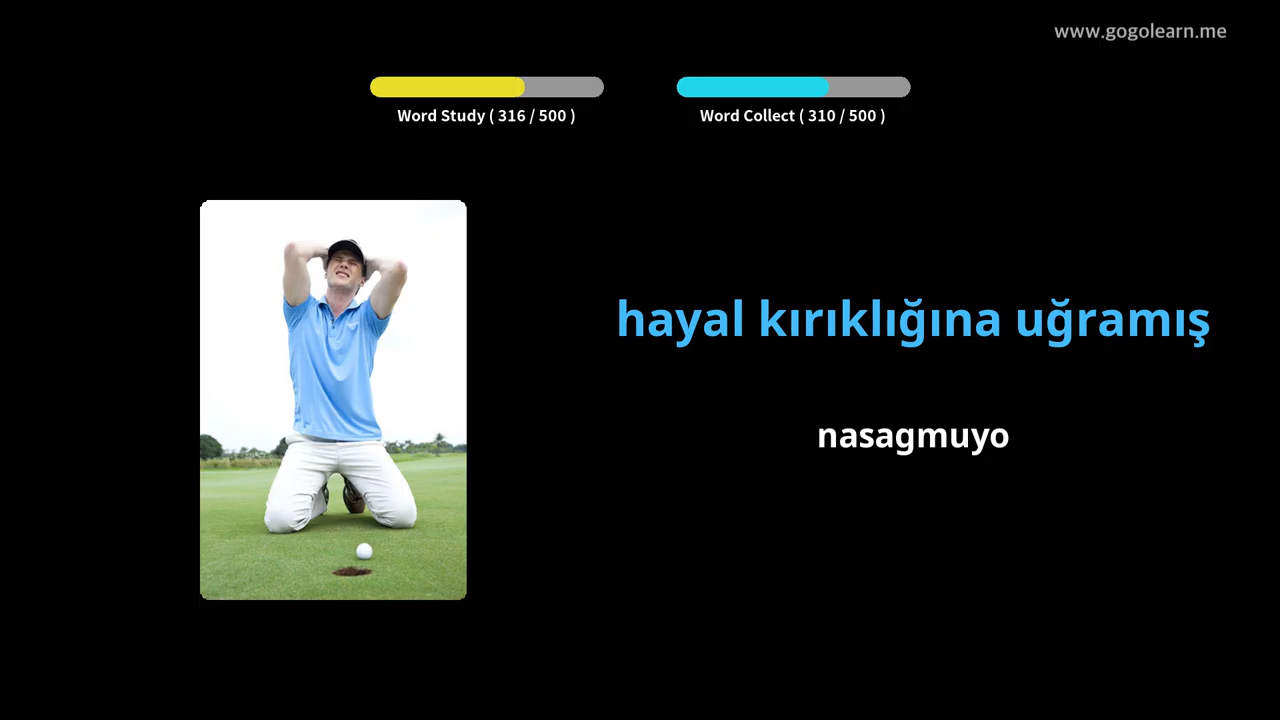 www.gogolearn.me
Word Study ( 316 / 500 )
Word Collect ( 310 / 500 )
hayal kırıklığına uğramış
nasagmuyo